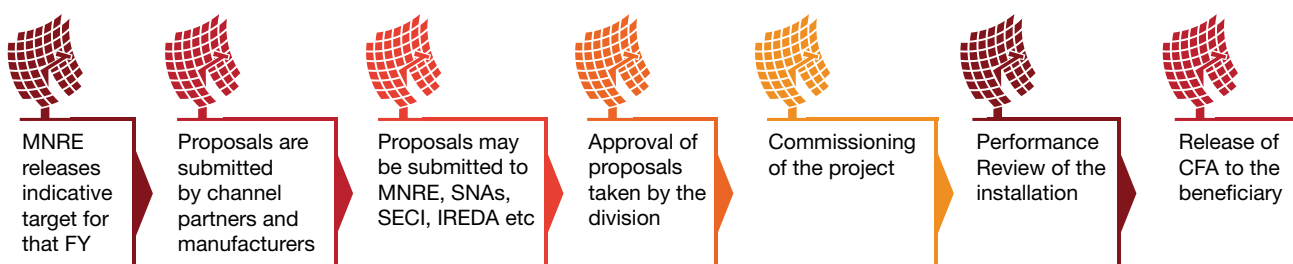 MNRE
releases
indicative
target for
that FY
Proposals are
submitted
by channel
partners and
manufacturers
Proposals may
be submitted to
MNRE, SNAs,
SECI, IREDA etc
Approval of
proposals
taken by the
division
Commissioning
of the project
Performance
Review of the
installation
Release of
CFA to the
beneficiary